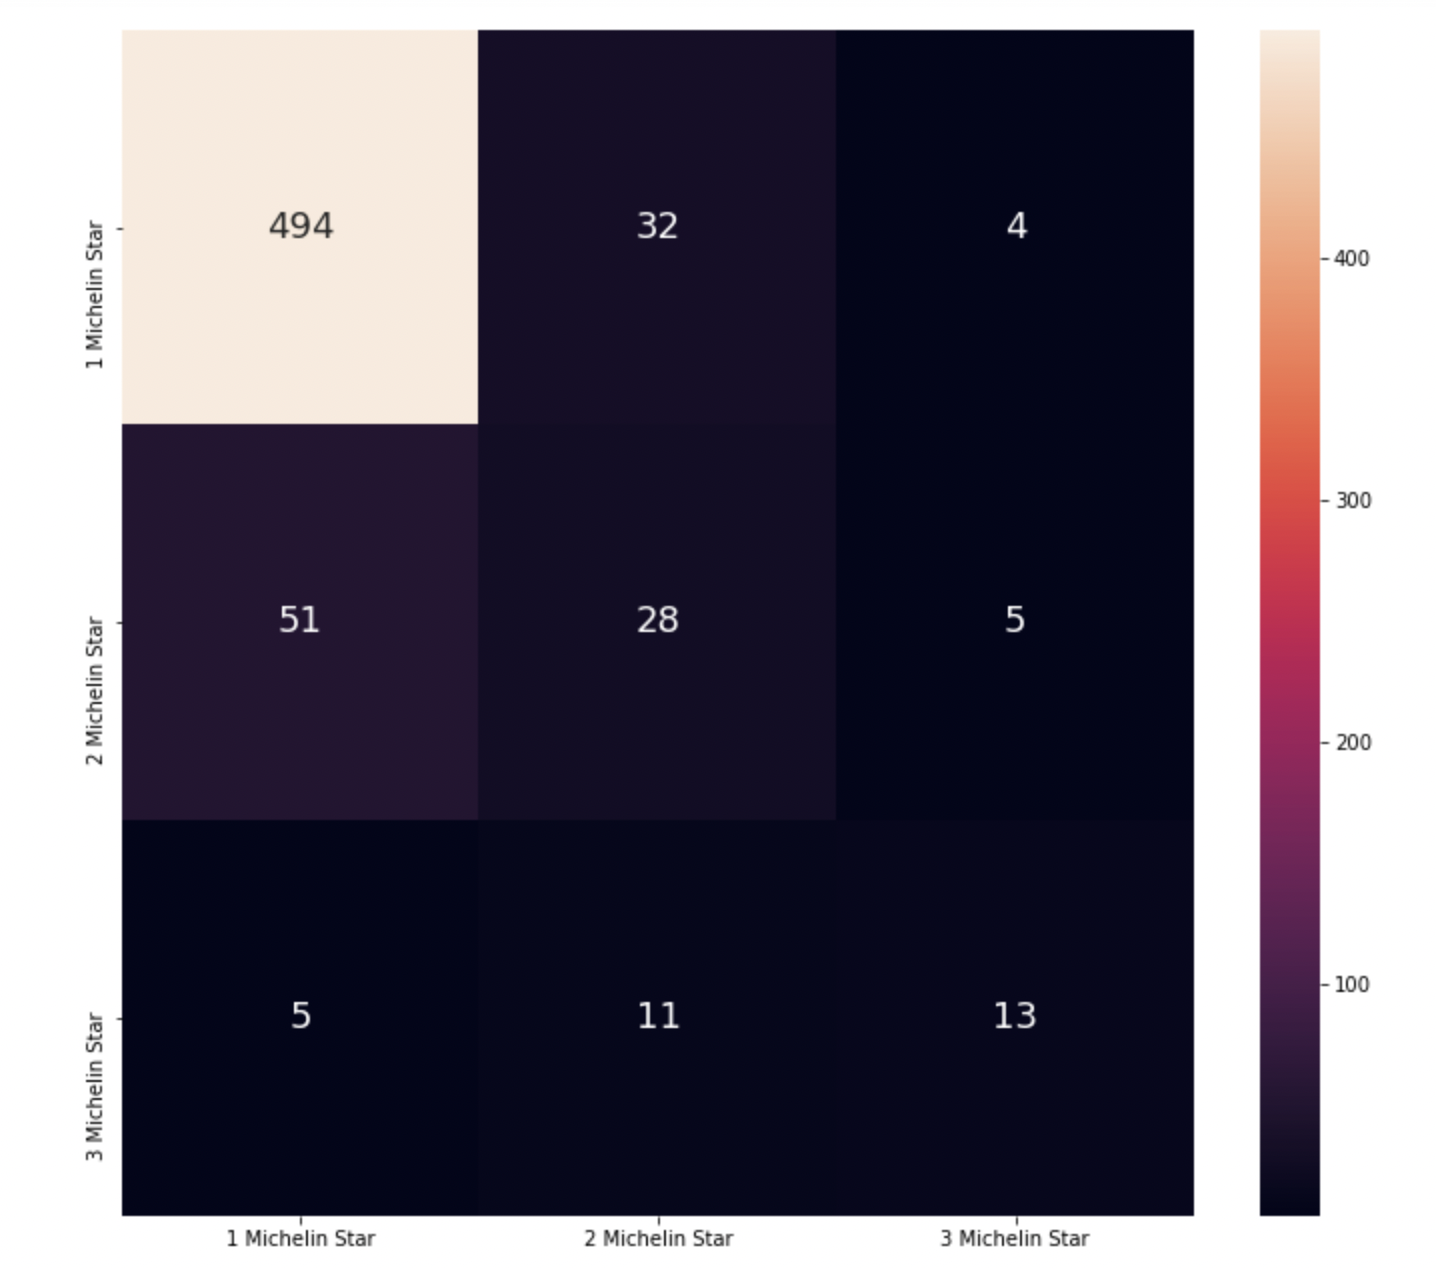 1 Michelin Star
494
32
4
2 Michelin Star
51
28
5
3 Michelin Star
5
11
13
1 Michelin Star
2 Michelin Star
3 Michelin Star
400
300
200
100